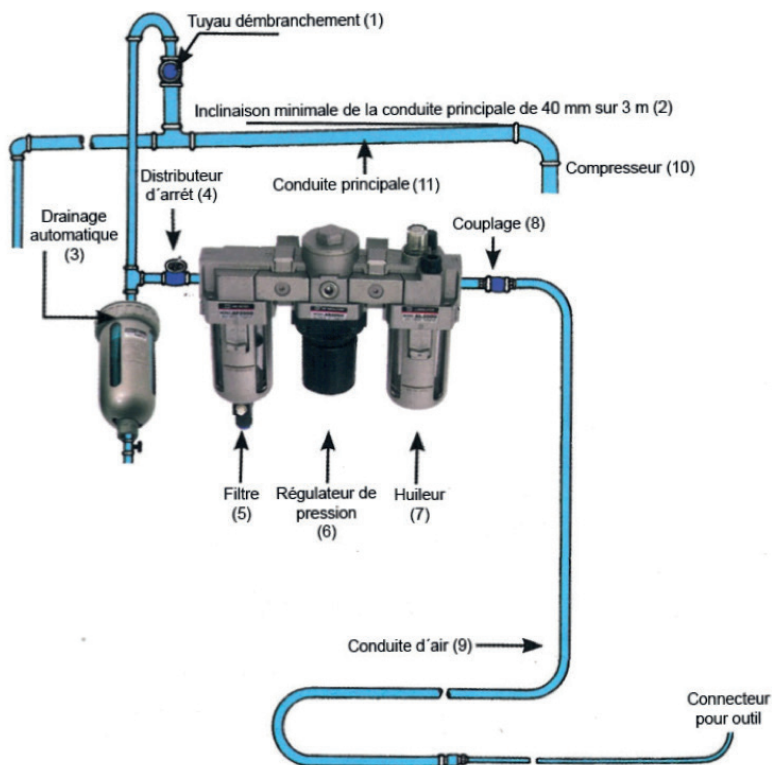 Tuyau démbranchement (1)
Inclinaison minimale de la conduite principale de 40 mm sur 3 m (2)
Distributeur
d´arrét (4)
Conduite principale (11)
Compresseur (10)
Drainage
automatique
(3)
Couplage (8)
Filtre
(5)
Régulateur de
pression
(6)
Huileur
(7)
Conduite d´air (9)
Connecteur
pour outil